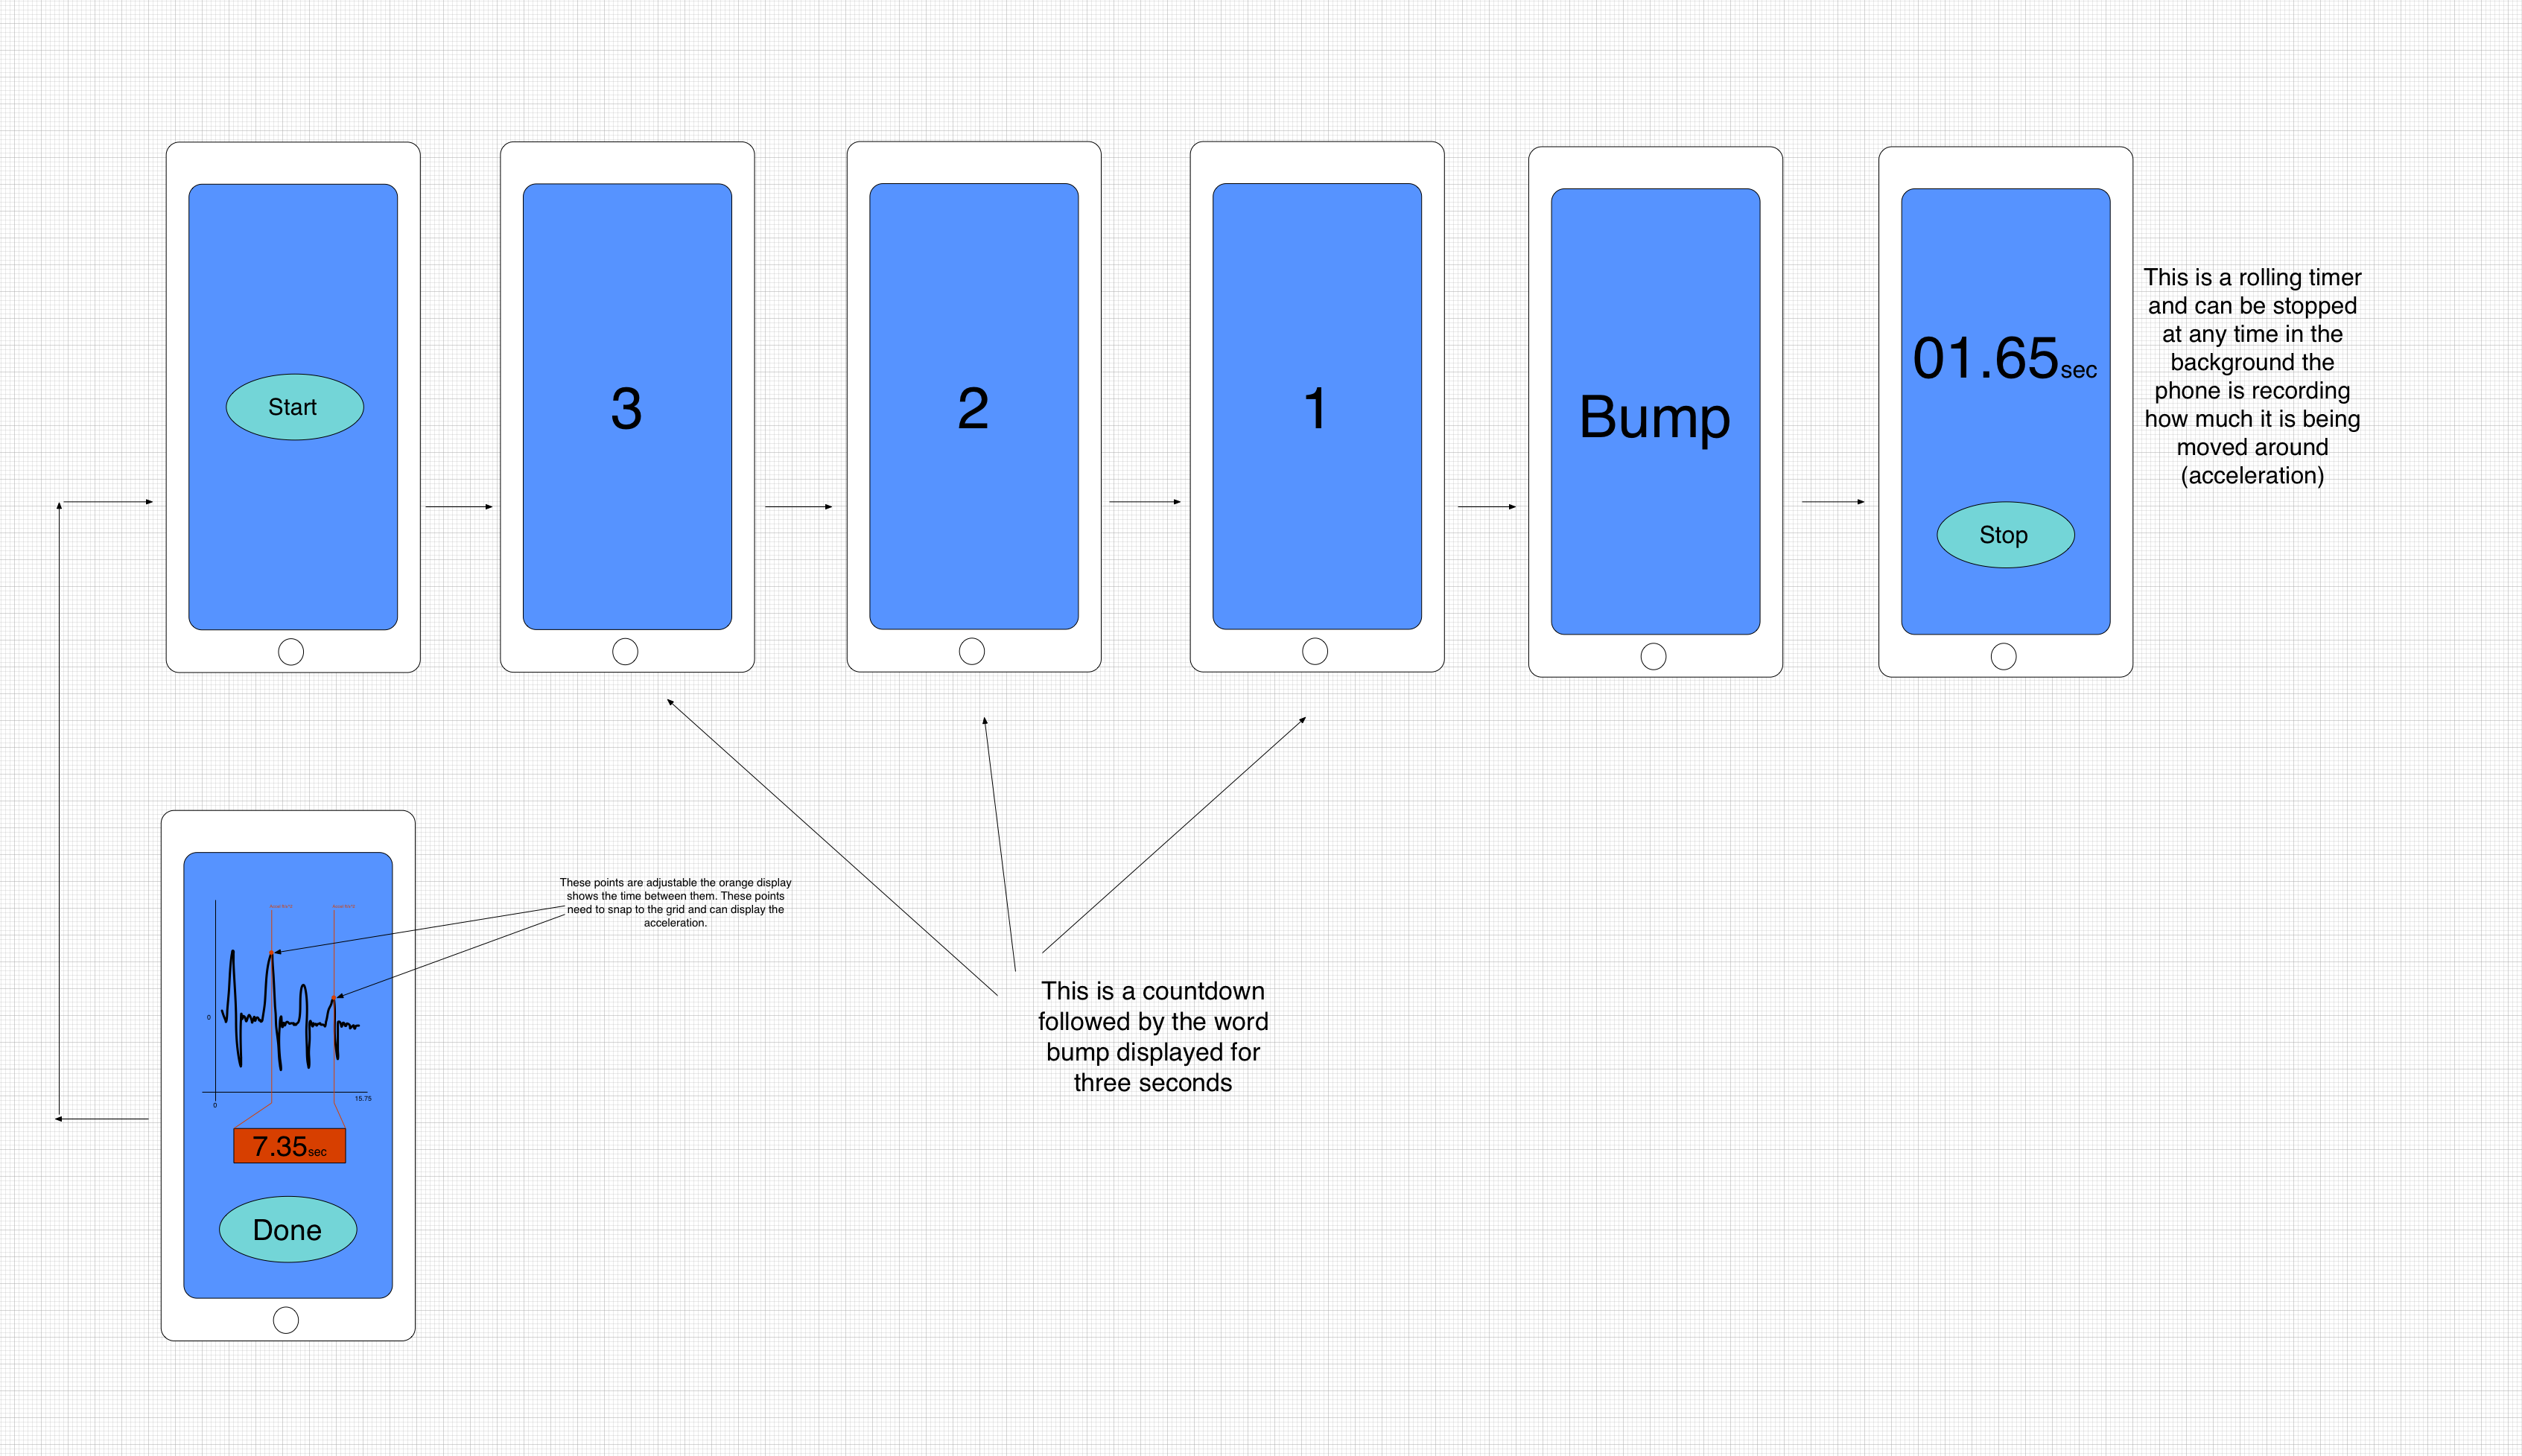 Start
3
2
1
Bump
01.65sec
Stop
This is a rolling timer
and can be stopped
at any time in the
background the
phone is recording
how much it is being
moved around
(acceleration)
These points are adjustable the orange display
shows the time between them. These points
need to snap to the grid and can display the
acceleration.
0
0
15.75
7.35sec
Done
This is a countdown
followed by the word
bump displayed for
three seconds